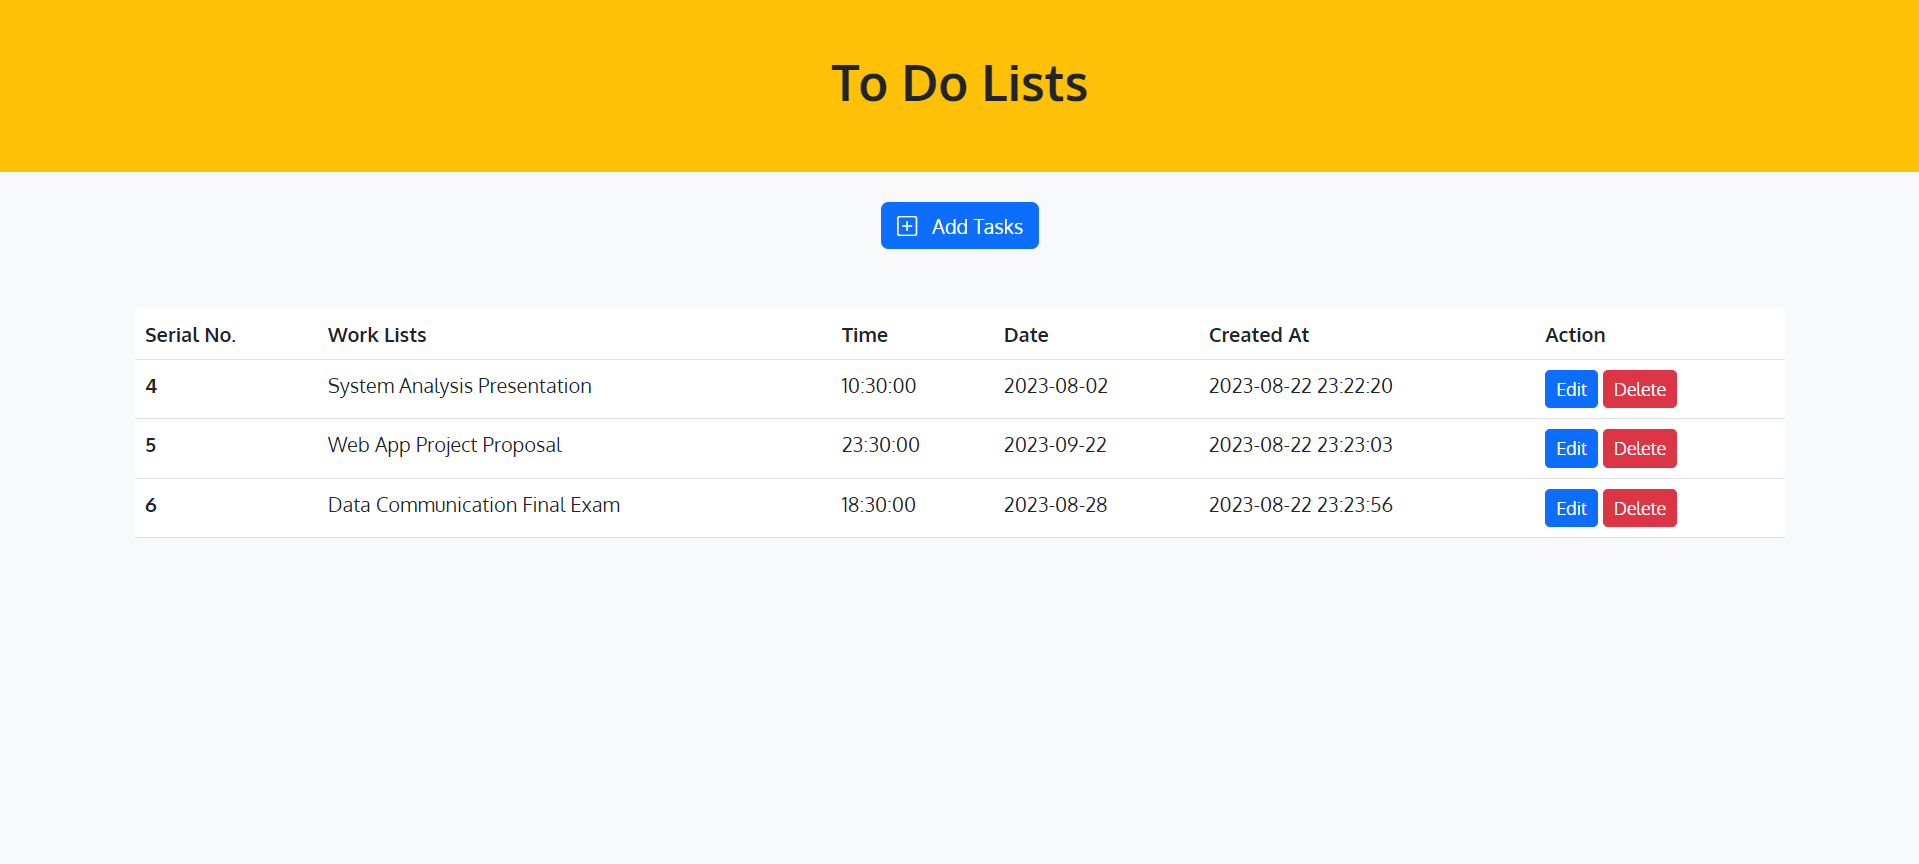 To Do Lists
Add Tasks
Serial No. Work Lists Time Date Created At Action
4 System Analysis Presentation 10:30:00 2023-08-02 2023-08-22 23:22:20 Edit Delete
5 Web App Project Proposal 23:30:00 2023-09-22 2023-08-22 23:23:03 Edit Delete
6 Data Communication Final Exam 18:30:00 2023-08-28 2023-08-22 23:23:56 Edit Delete